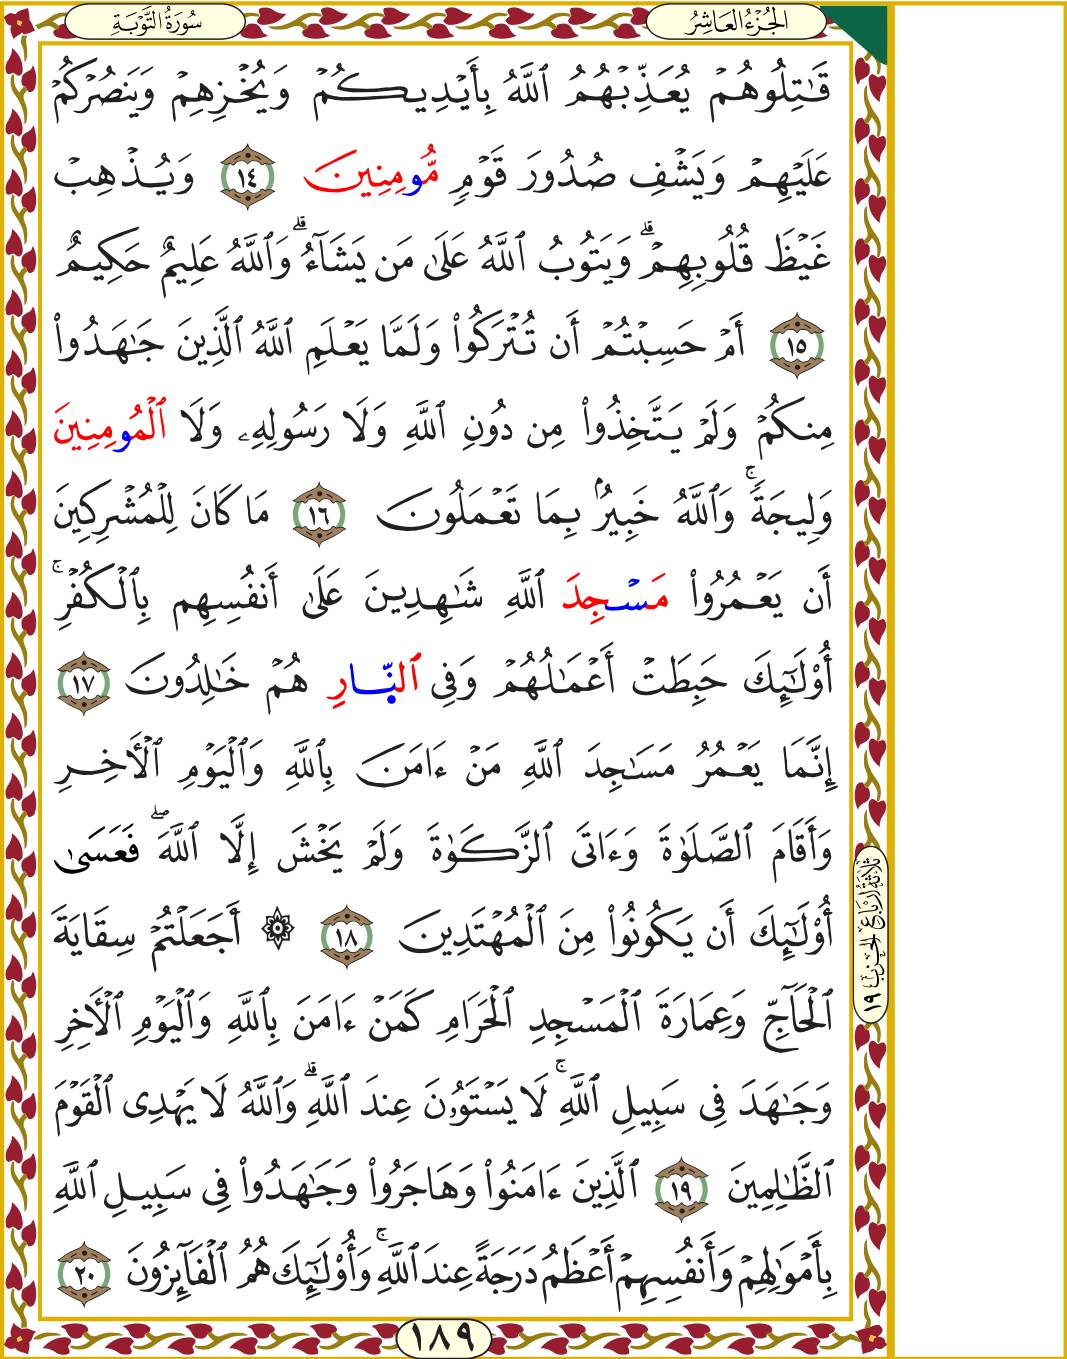 الجُزْءُ العَاشِرُ
سُورَةُ التَّوْبَةِ
قَٰتِلُوهُمْ يُعَذِّبْهُمُ ٱللَّهُ بِأَيْدِيكُمْ وَيُخْزِهِمْ وَيَنصُرْكُمْ
عَلَيْهِمْ وَيَشْفِ صُدُورَ قَوْمٍ مُّومِنِينَ ١٤ وَيُذْهِبْ
غَيْظَ قُلُوبِهِمْۗ وَيَتُوبُ ٱللَّهُ عَلَىٰ مَن يَشَآءُۗ وَٱللَّهُ عَلِيمٌ حَكِيمٌ
١٥ أَمْ حَسِبْتُمْ أَن تُتْرَكُواْ وَلَمَّا يَعْلَمِ ٱللَّهُ ٱلَّذِينَ جَٰهَدُواْ
مِنكُمْ وَلَمْ يَتَّخِذُواْ مِن دُونِ ٱللَّهِ وَلَا رَسُولِهِۦ وَلَا ٱلْمُومِنِينَ
وَلِيجَةًۚ وَٱللَّهُ خَبِيرُۢ بِمَا تَعْمَلُونَ ١٦ مَا كَانَ لِلْمُشْرِكِينَ
أَن يَعْمُرُواْ مَسْجِدَ ٱللَّهِ شَٰهِدِينَ عَلَىٰٓ أَنفُسِهِم بِٱلْكُفْرِۚ
أُوْلَٰٓئِكَ حَبِطَتْ أَعْمَٰلُهُمْ وَفِى ٱلنّ۪ارِ هُمْ خَٰلِدُونَ ١٧
إِنَّمَا يَعْمُرُ مَسَٰجِدَ ٱللَّهِ مَنْ ءَامَنَ بِٱللَّهِ وَٱلْيَوْمِ ٱلْأَخِرِ
وَأَقَامَ ٱلصَّلَوٰةَ وَءَاتَى ٱلزَّكَوٰةَ وَلَمْ يَخْشَ إِلَّا ٱللَّهَۖ فَعَسَىٰٓ
أُوْلَٰٓئِكَ أَن يَكُونُواْ مِنَ ٱلْمُهْتَدِينَ ١٨ ۞ أَجَعَلْتُمْ سِقَايَةَ
ٱلْحَآجِّ وَعِمَارَةَ ٱلْمَسْجِدِ ٱلْحَرَامِ كَمَنْ ءَامَنَ بِٱللَّهِ وَٱلْيَوْمِ ٱلْأَخِرِ
وَجَٰهَدَ فِى سَبِيلِ ٱللَّهِۚ لَا يَسْتَوُۥنَ عِندَ ٱللَّهِۗ وَٱللَّهُ لَا يَهْدِى ٱلْقَوْمَ
ٱلظَّٰلِمِينَ ١٩ ٱلَّذِينَ ءَامَنُواْ وَهَاجَرُواْ وَجَٰهَدُواْ فِى سَبِيلِ ٱللَّهِ
بِأَمْوَٰلِهِمْ وَأَنفُسِهِمْ أَعْظَمُ دَرَجَةً عِندَ ٱللَّهِۚ وَأُوْلَٰٓئِكَ هُمُ ٱلْفَآئِزُونَ ٢٠
ثلاثة أرباع الحزب ١٩
١٨٩